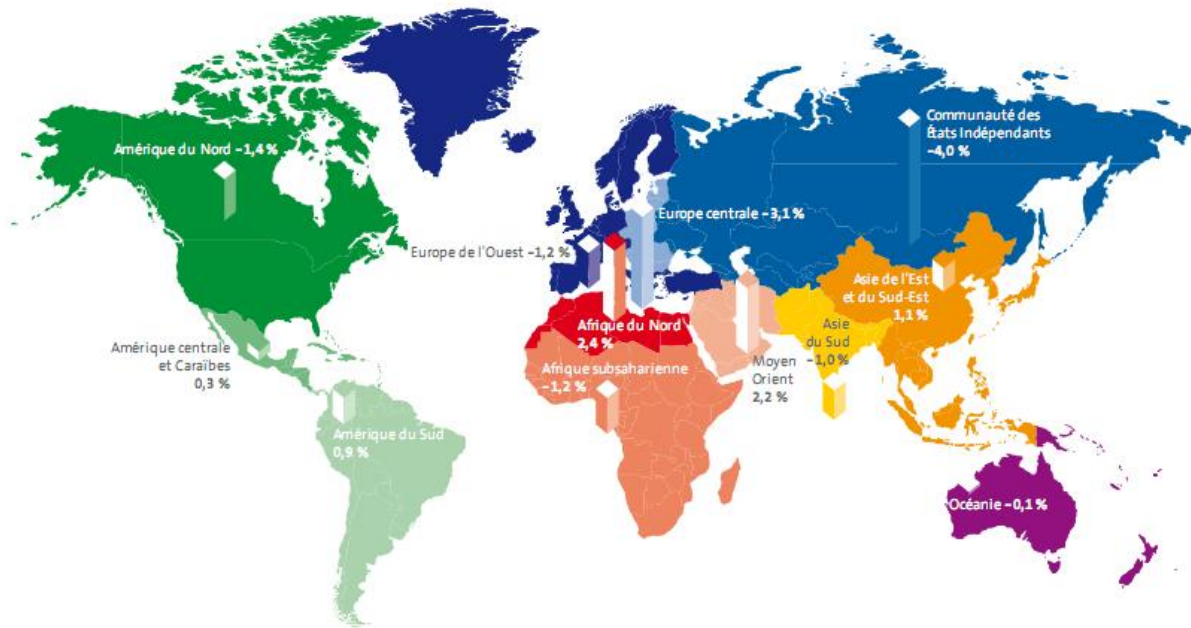 Amérique du Nord –1,4 %
Communauté des
États Indépendants
–4,0 %
Europe centrale –3,1 %
Europe de l'Ouest –1,2 %
Asie de l'Est
et du Sud-Est
1,1 %
Afrique du Nord
2,4 %
Asie
du Sud
–1,0%
Amérique centrale
et Caraïbes
0,3 %
Moyen
Orient
2,2 %
Afrique subsaharienne
–1,2 %
Amérique du Sud
0,9 %
Océanie –0,1 %